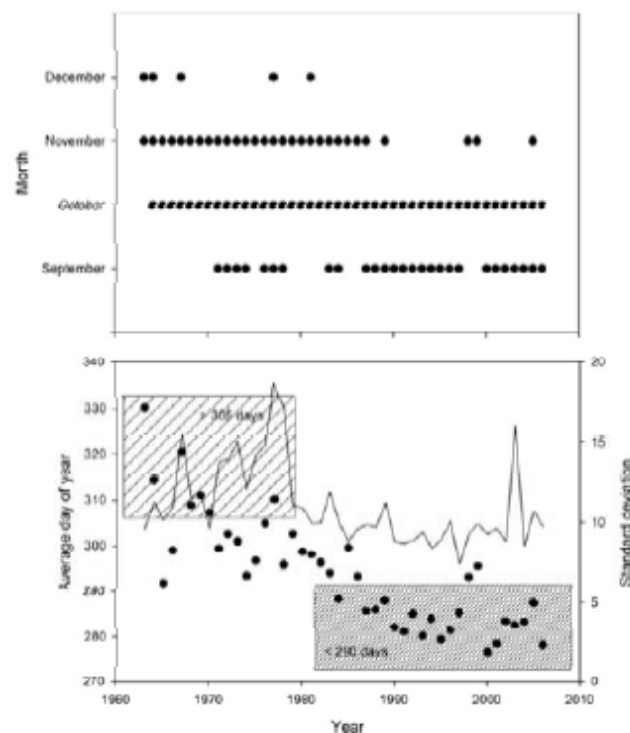 December
November
October
September
Month
340
330
320
310
300
290
280
270
Average day of year
> 305 days
< 290 days
20
15
10
5
0
Standard deviation
1960
1970
1980
1990
2000
2010
Year